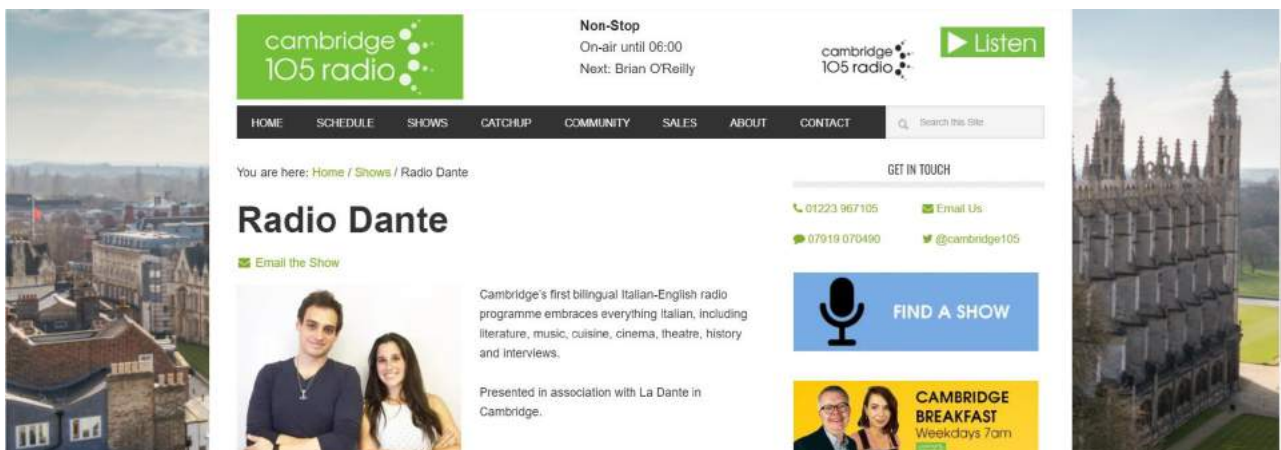 cambridge
105 radio
Non-Stop
On-air until 06:00
Next: Brian O'Reilly
cambridge
105 radio
Listen
HOME SCHEDULE SHOWS CATCHUP COMMUNITY SALES ABOUT CONTACT Search this Site
You are here: Home / Shows / Radio Dante
Radio Dante
Email the Show
Cambridge's first bilingual Italian-English radio
programme embraces everything Italian, including
literature, music, cuisine, cinema, theatre, history
and interviews.
Presented in association with La Dante in
Cambridge.
GET IN TOUCH
01223 967105 Email Us
07919 070490 @cambridge105
FIND A SHOW
CAMBRIDGE
BREAKFAST
Weekdays 7am